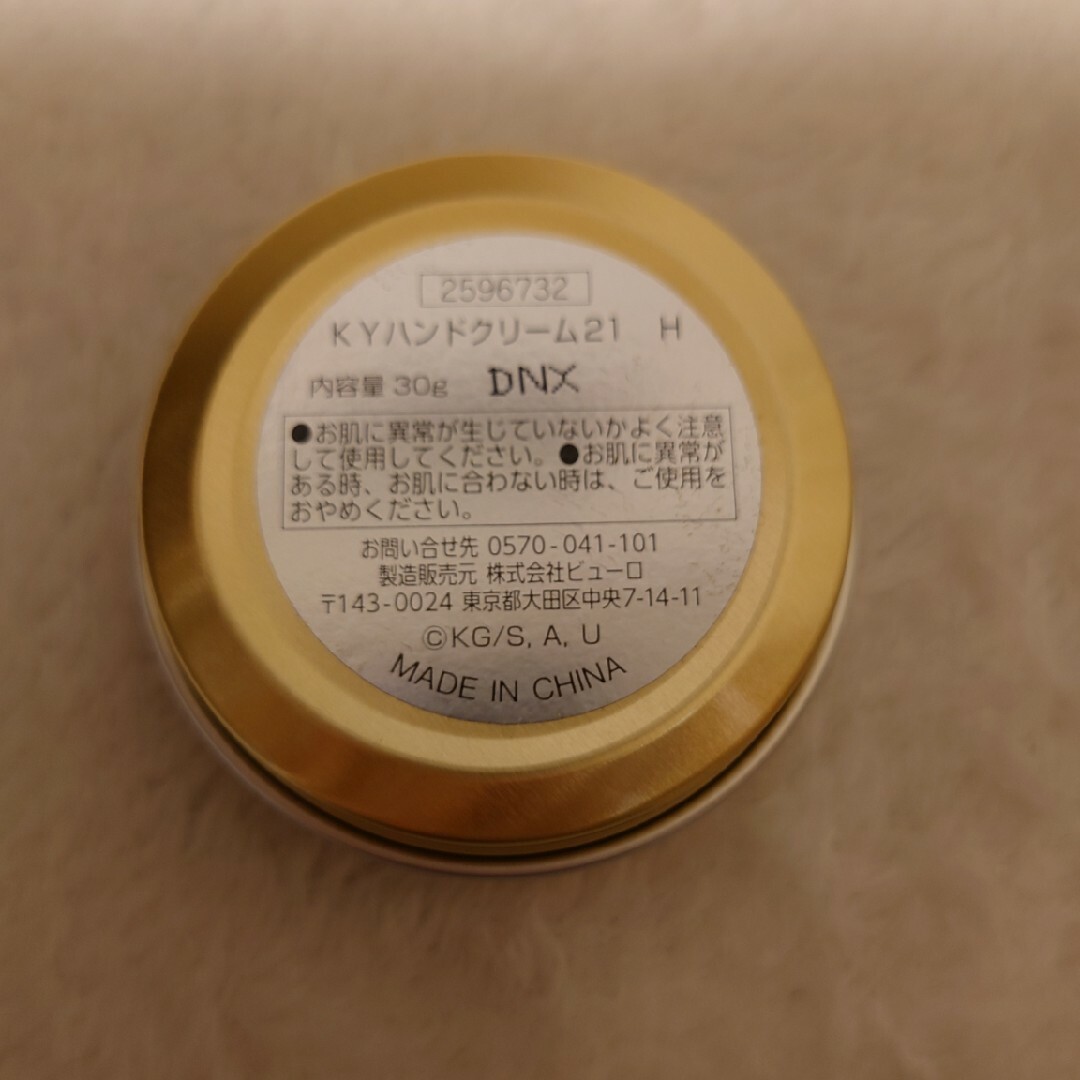 2596732
KYハンドクリーム21 H
内容量 30g DNX
●お肌に異常が生じていないかよく注意
して使用してください。●お肌に異常が
ある時、お肌に合わない時は、ご使用を
おやめください。
お問い合せ先 0570-041-101
製造販売元 株式会社ビューロ
〒143-0024 東京都大田区中央7-14-11
©KG/S, A, U
MADE IN CHINA